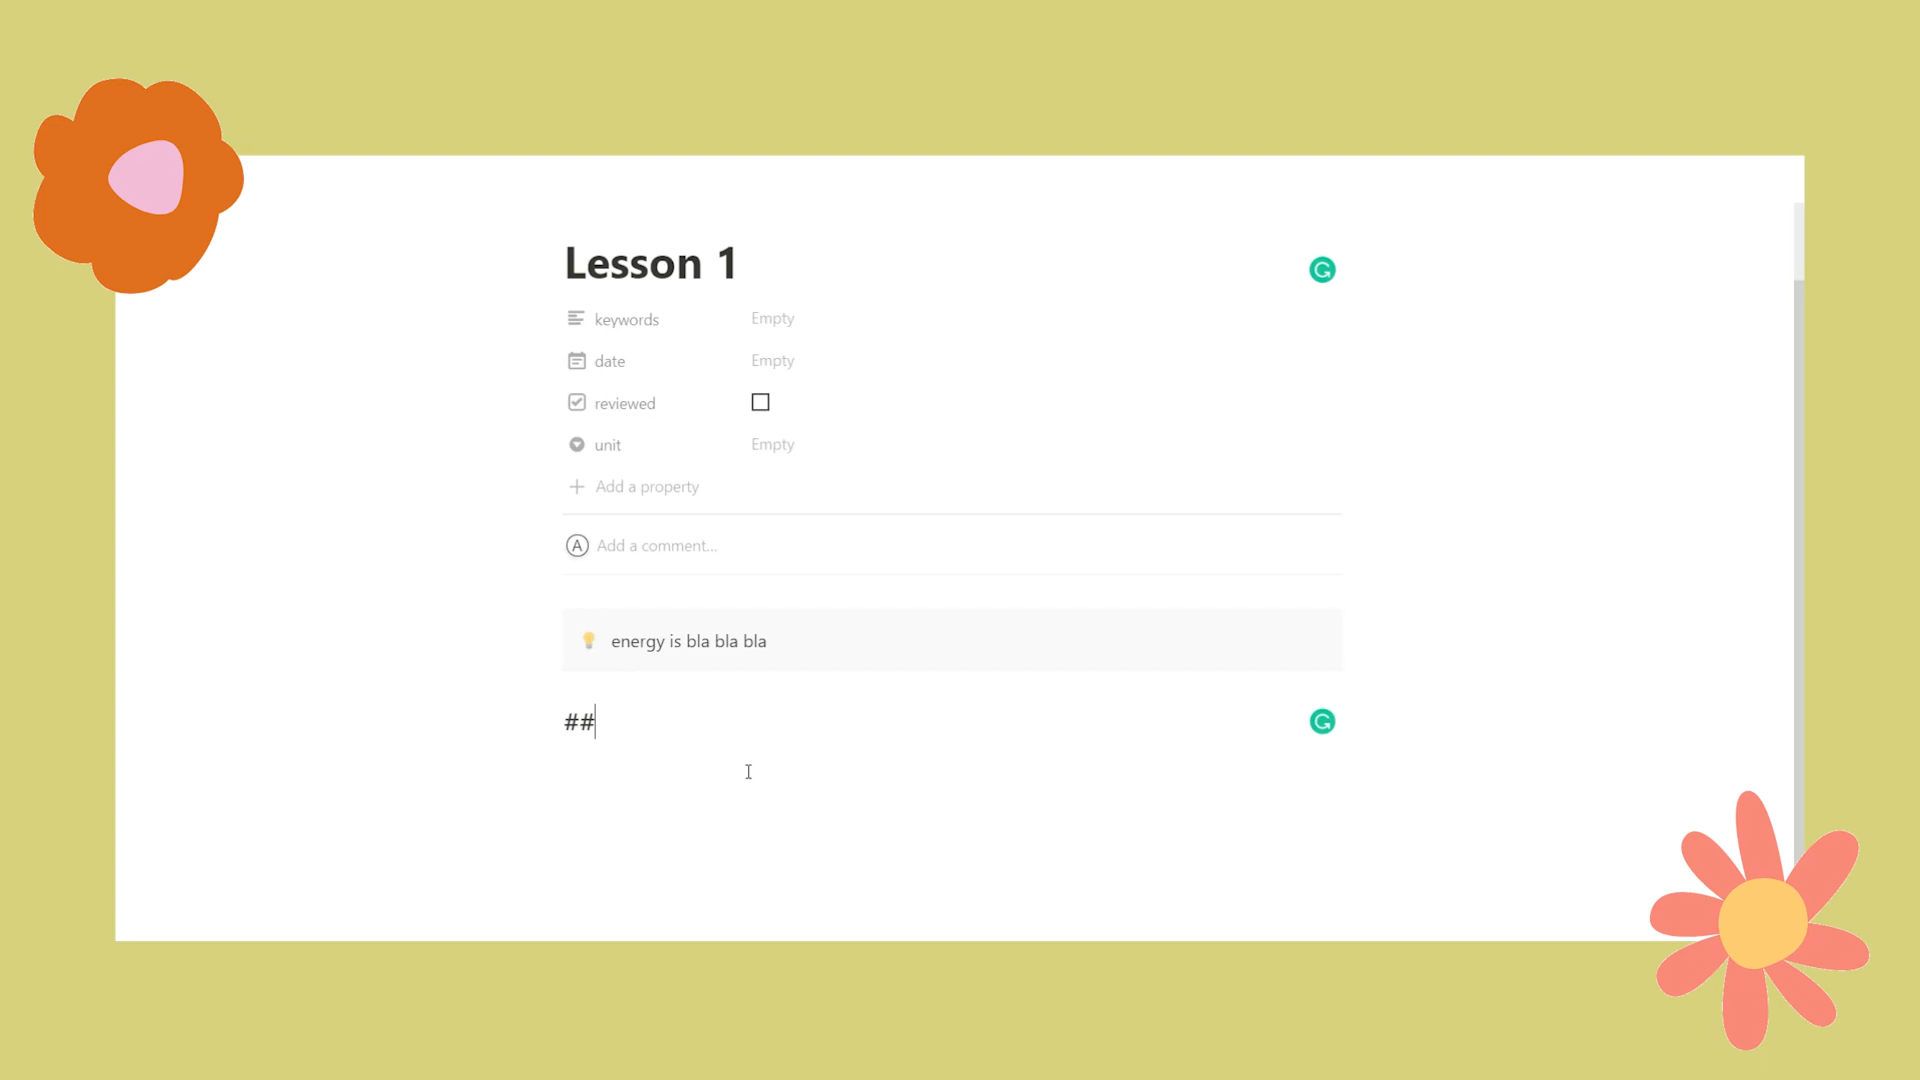 Lesson 1
keywords Empty
date Empty
reviewed
unit Empty
+ Add a property
A Add a comment...
energy is bla bla bla
##